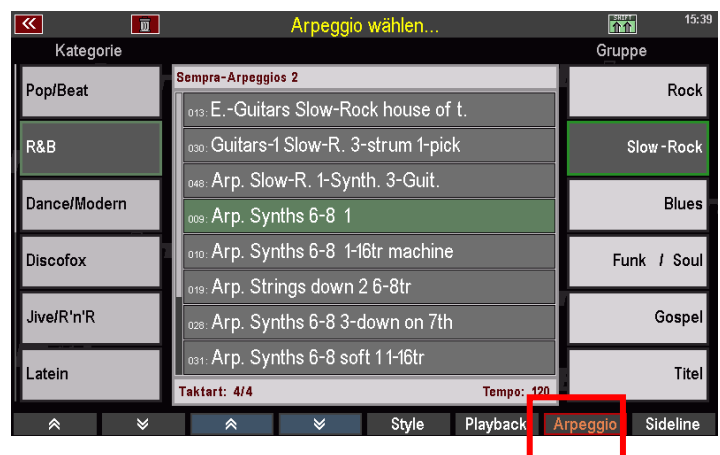 Arpeggio wählen...
SHIFT
15:39
Kategorie
Gruppe
Pop/Beat
R&B
Dance/Modern
Discofox
Jive/R'n'R
Latein
Sempra-Arpeggios 2
013: E.-Guitars Slow-Rock house of t.
030: Guitars-1 Slow-R. 3-strum 1-pick
048: Arp. Slow-R. 1-Synth. 3-Guit.
009: Arp. Synths 6-8 1
010: Arp. Synths 6-8 1-16tr machine
019: Arp. Strings down 2 6-8tr
028: Arp. Synths 6-8 3-down on 7th
031: Arp. Synths 6-8 soft 1 1-16tr
Taktart: 4/4
Tempo: 120
Rock
Slow-Rock
Blues
Funk / Soul
Gospel
Titel
Style
Playback
Arpeggio
Sideline